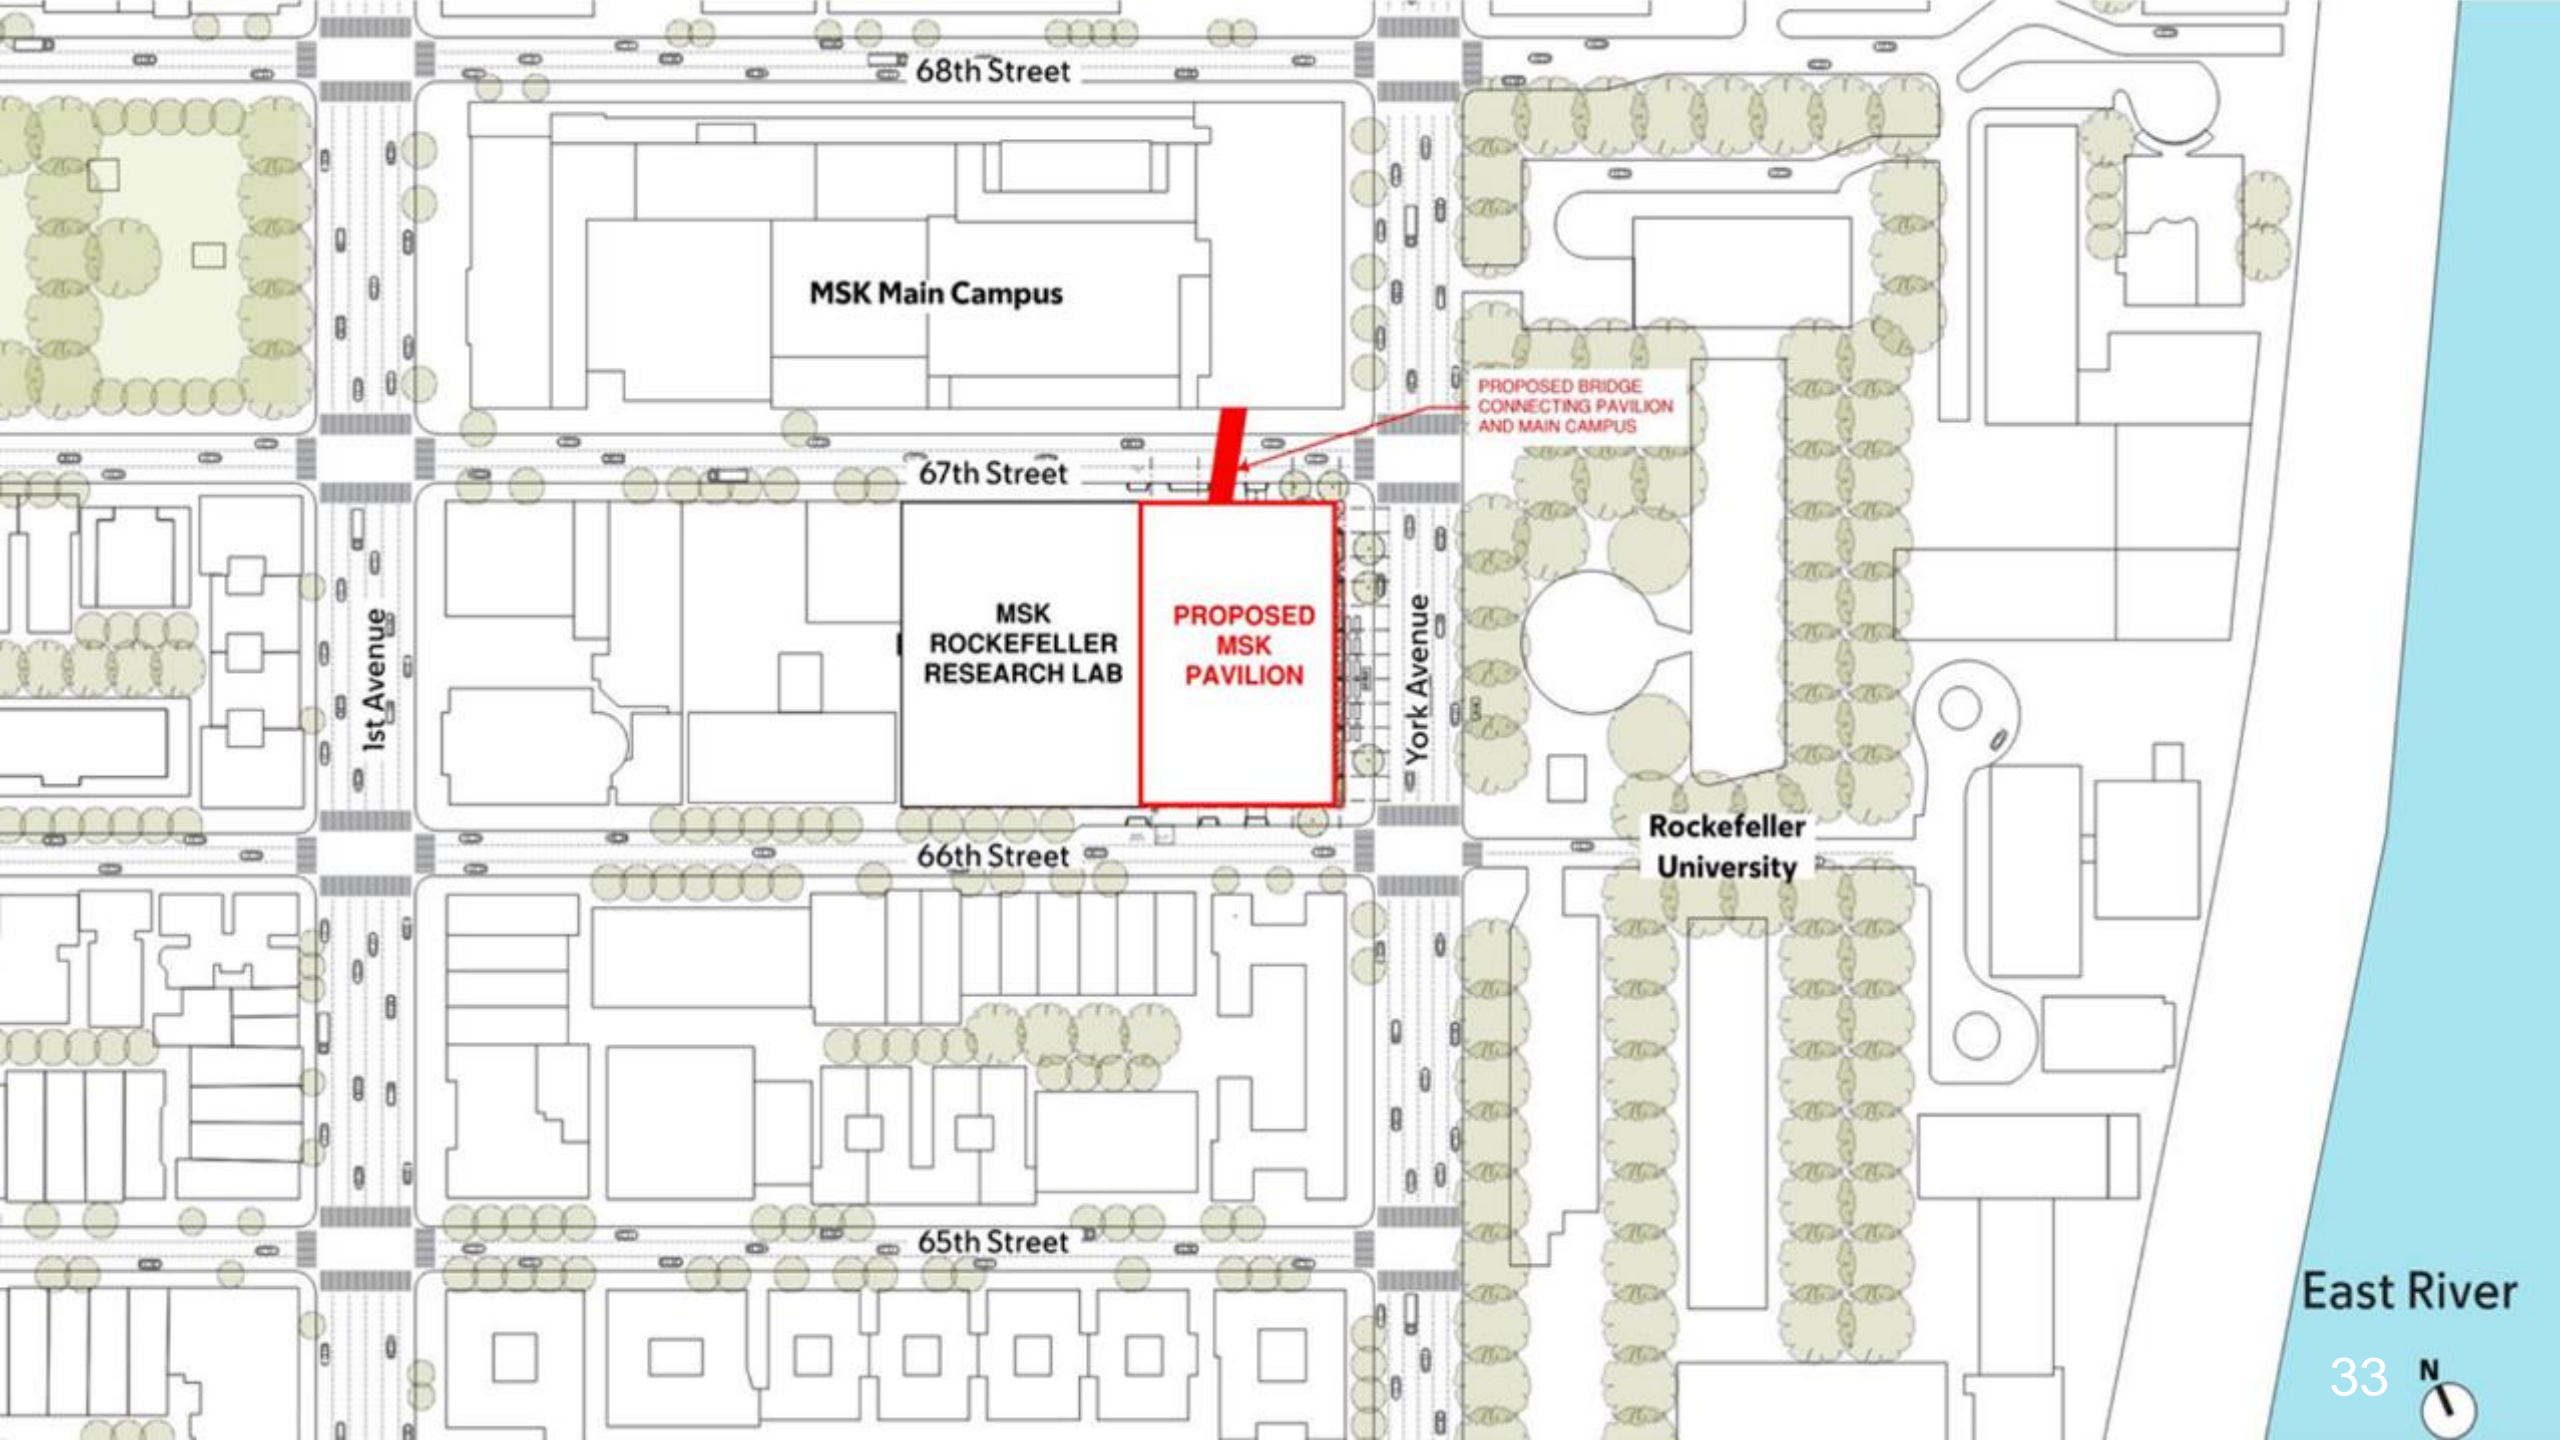 68th Street
MSK Main Campus
PROPOSED BRIDGE
CONNECTING PAVILION
AND MAIN CAMPUS
67th Street
MSK
ROCKEFELLER
RESEARCH LAB
PROPOSED
MSK
PAVILION
1st Avenue
York Avenue
Rockefeller
University
66th Street
65th Street
East River
33
N